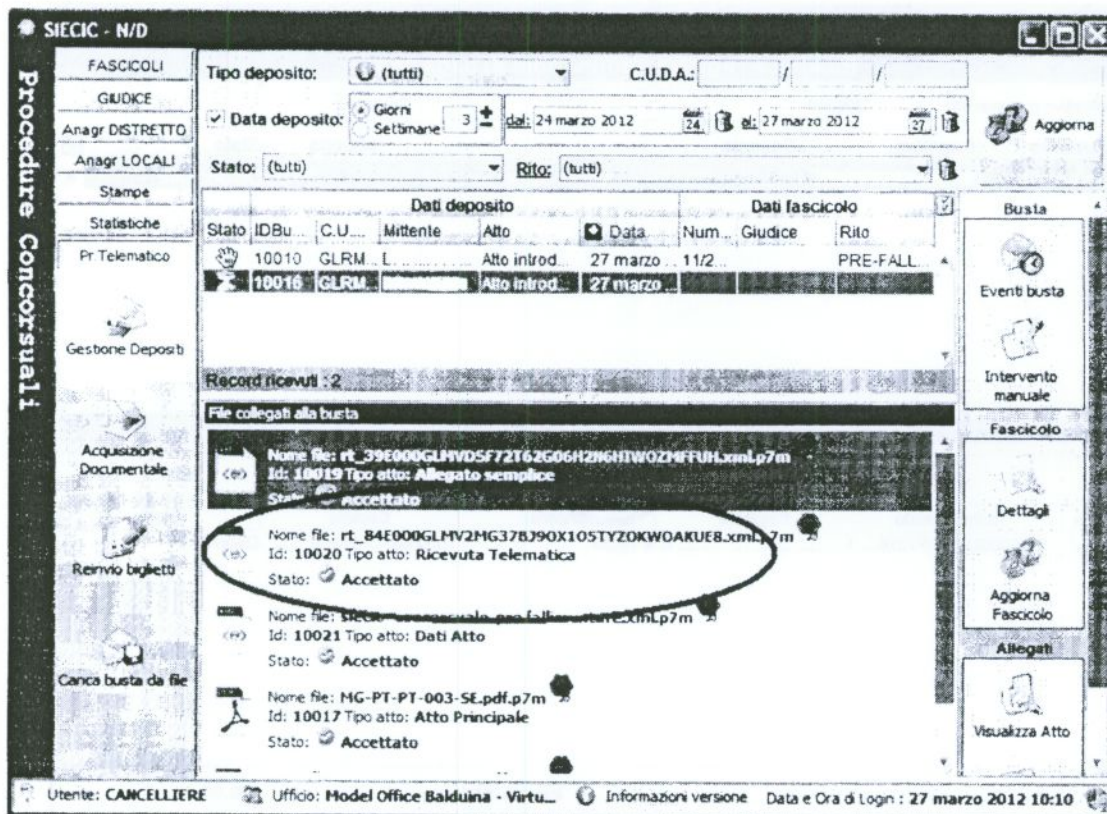 SIECIC - N/D
Procedure Concorsuali
FASCICOLI
GIUDICE
Anagr DISTRETTO
Anagr LOCALI
Stampe
Statistiche
Pr Telematico
Gestione Depositi
Acquisizione Documentale
Reinvio biglietti
Carica busta da file
Tipo deposito: (tutti) C.U.D.A.: / /
Data deposito: Giorni Settimane 3 dal: 24 marzo 2012 24 al: 27 marzo 2012 27
Aggiorna
Stato: (tutti) Rito: (tutti)
Dati deposito Dati fascicolo
Stato IDBu... C.U.... Mittente Atto Data Num... Giudice Rito
10010 GLRM... Atto introd... 27 marzo... 11/2... PRE-FALL...
10016 GLRM... Atto introd... 27 marzo...
Record ricevuti : 2
File collegati alla busta
Nome file: rt_39E000GLMVDSF72T62G06H2N6HIWOZMFFUH.xml.p7m
Id: 10019 Tipo atto: Allegato semplice
Stato: Accettato
Nome file: rt_84E000GLMV2MG37BJ9OX1O5TYZOKWOAKUE8.xml.p7m
Id: 10020 Tipo atto: Ricevuta Telematica
Stato: Accettato
Nome file:
Id: 10021 Tipo atto: Dati Atto
Stato: Accettato
Nome file: MG-PT-PT-003-SE.pdf.p7m
Id: 10017 Tipo atto: Atto Principale
Stato: Accettato
Busta
Eventi busta
Intervento manuale
Fascicolo
Dettagli
Aggiorna Fascicolo
Allegati
Visualizza Atto
Utente: CANCELLIERE Ufficio: Model Office Balduina - Virtu... Informazioni versione Data e Ora di Login : 27 marzo 2012 10:10